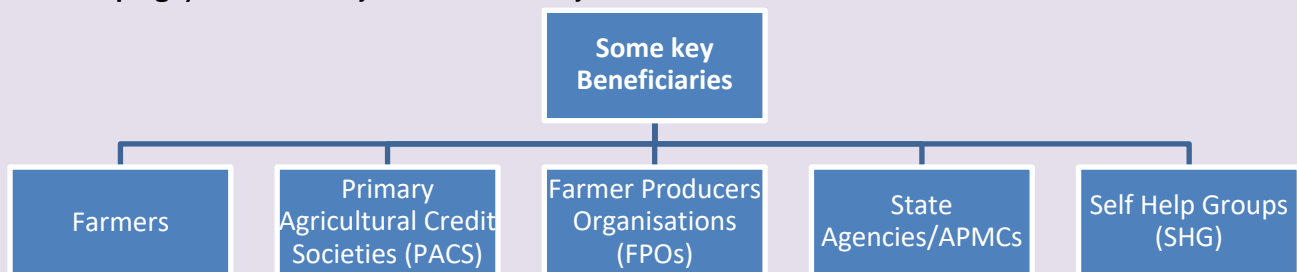 Some key
Beneficiaries
Farmers
Primary
Agricultural Credit
Societies (PACS)
Farmer Producers
Organisations
(FPOs)
State
Agencies/APMCs
Self Help Groups
(SHG)